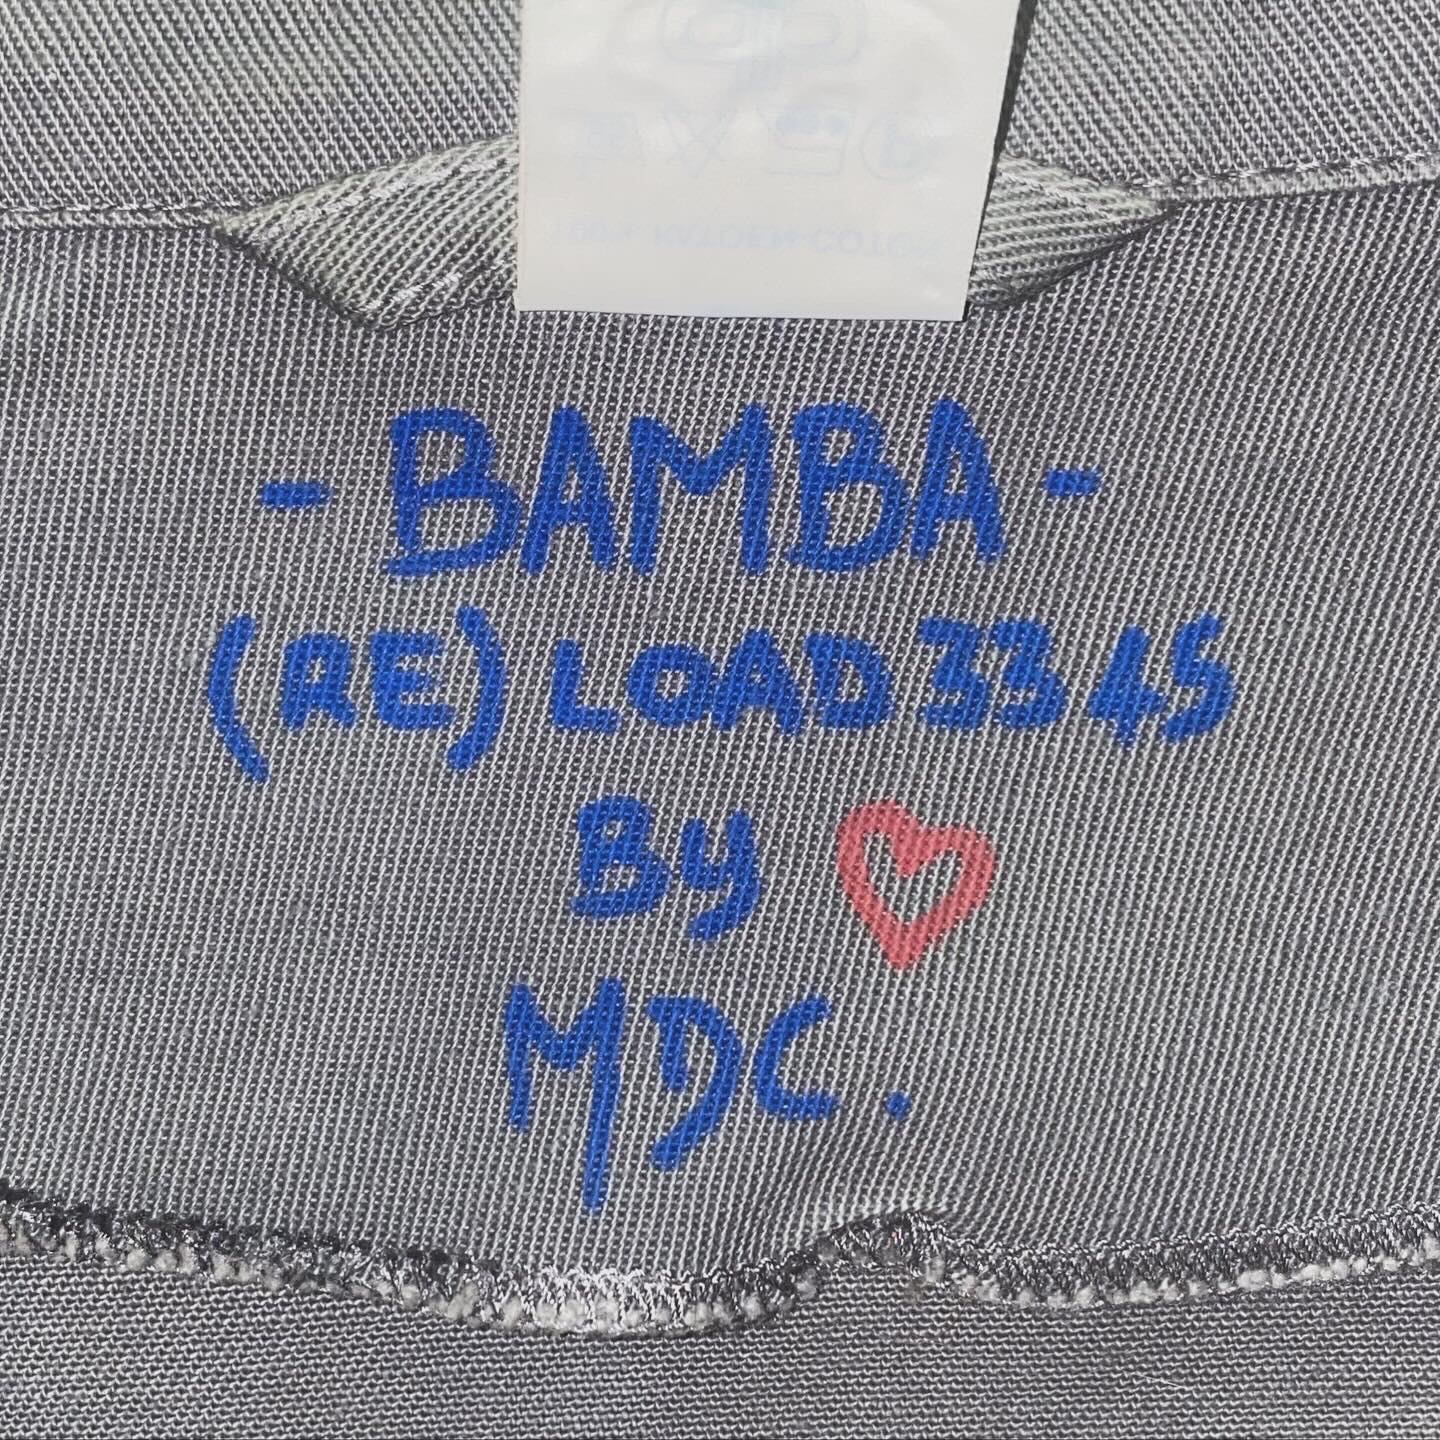 - BAMBA -
(RE) LOAD 3345
By ♡
MDC.